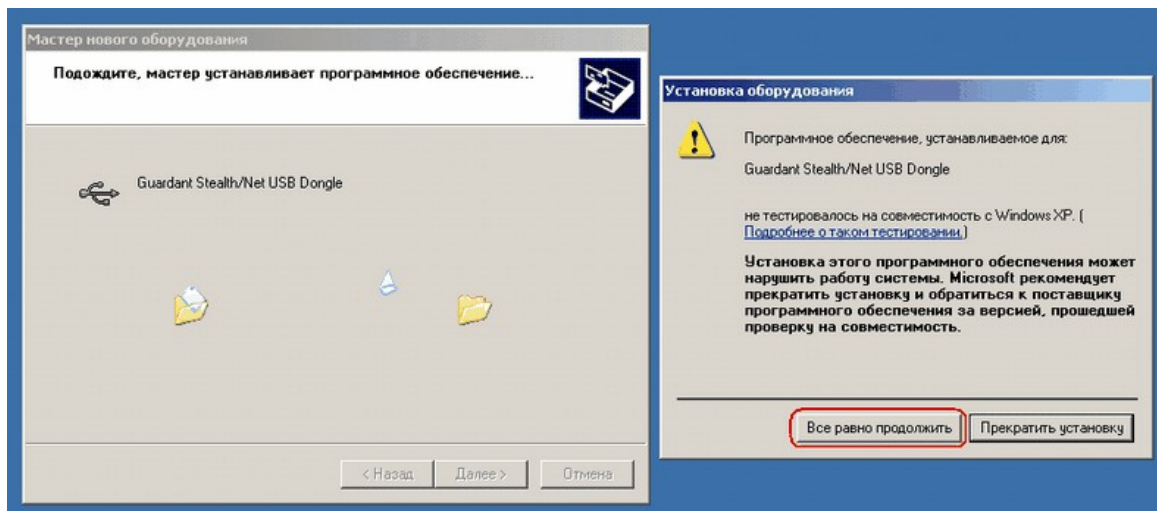 Мастер нового оборудования
Подождите, мастер устанавливает программное обеспечение...
Guardant Stealth/Net USB Dongle
< Назад
Далее >
Отмена
Установка оборудования
Программное обеспечение, устанавливаемое для:
Guardant Stealth/Net USB Dongle
не тестировалось на совместимость с Windows XP. (
Подробнее о таком тестировании.)
Установка этого программного обеспечения может
нарушить работу системы. Microsoft рекомендует
прекратить установку и обратиться к поставщику
программного обеспечения за версией, прошедшей
проверку на совместимость.
Все равно продолжить
Прекратить установку